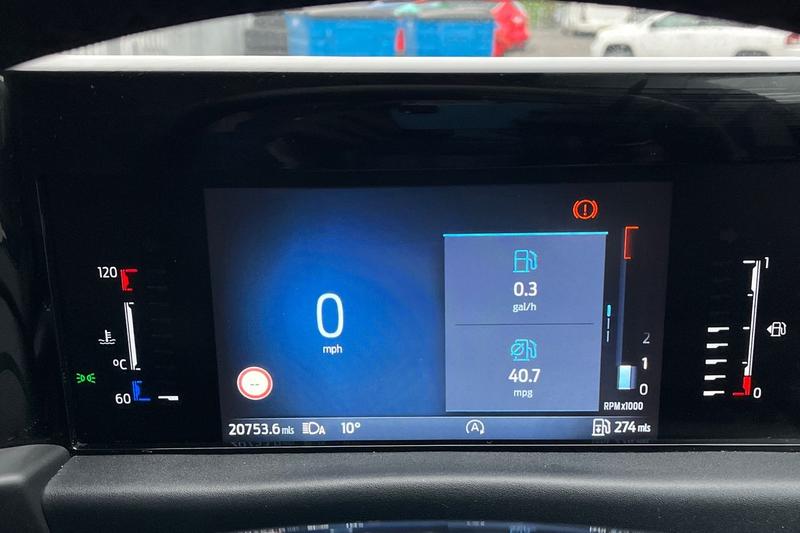 120
°C
60
0
mph
--
20753.6 mls
A
10°
A
!
0.3
gal/h
40.7
mpg
2
1
0
RPMx1000
274 mls
1
0